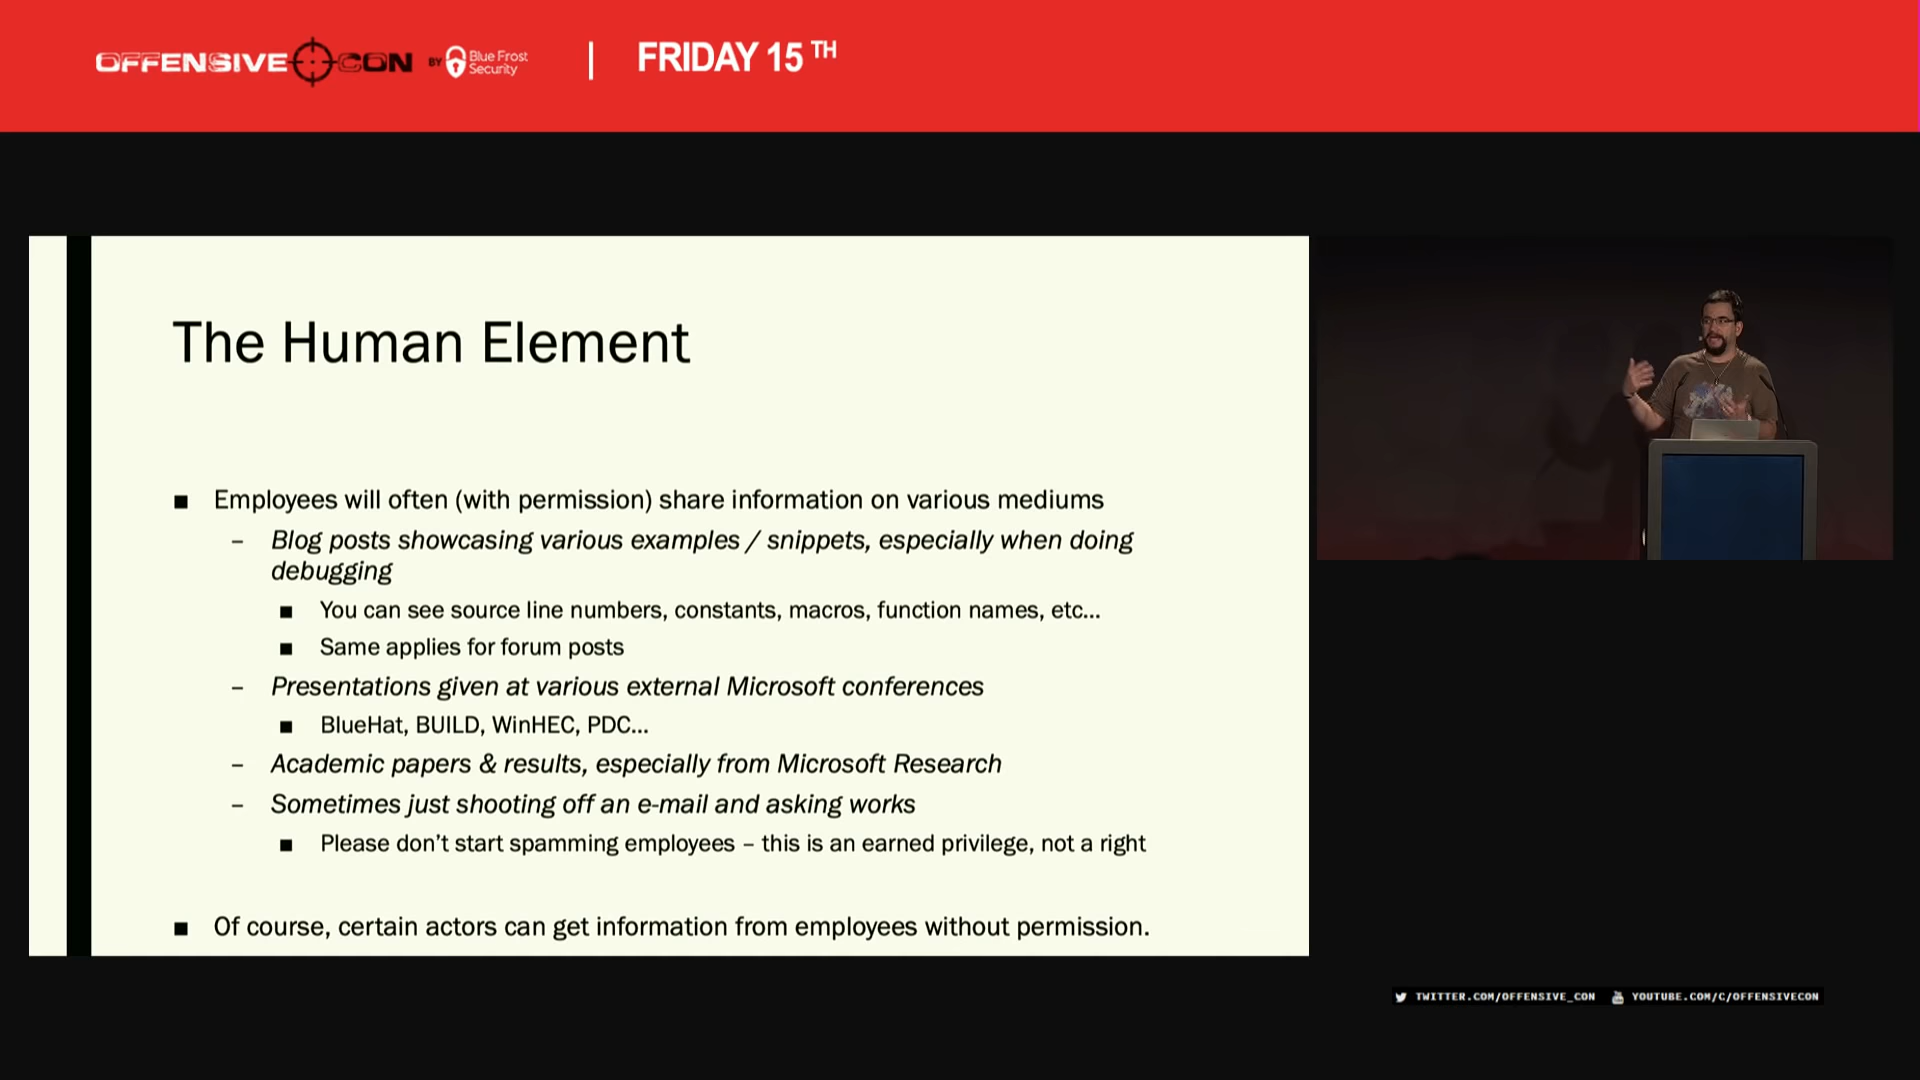 OFFENSIVE CON BY Blue Frost Security | FRIDAY 15 TH
The Human Element
■ Employees will often (with permission) share information on various mediums
– Blog posts showcasing various examples / snippets, especially when doing
debugging
■ You can see source line numbers, constants, macros, function names, etc...
■ Same applies for forum posts
– Presentations given at various external Microsoft conferences
■ BlueHat, BUILD, WinHEC, PDC...
– Academic papers & results, especially from Microsoft Research
– Sometimes just shooting off an e-mail and asking works
■ Please don't start spamming employees – this is an earned privilege, not a right
■ Of course, certain actors can get information from employees without permission.
TWITTER.COM/OFFENSIVE_CON YOUTUBE.COM/C/OFFENSIVECON